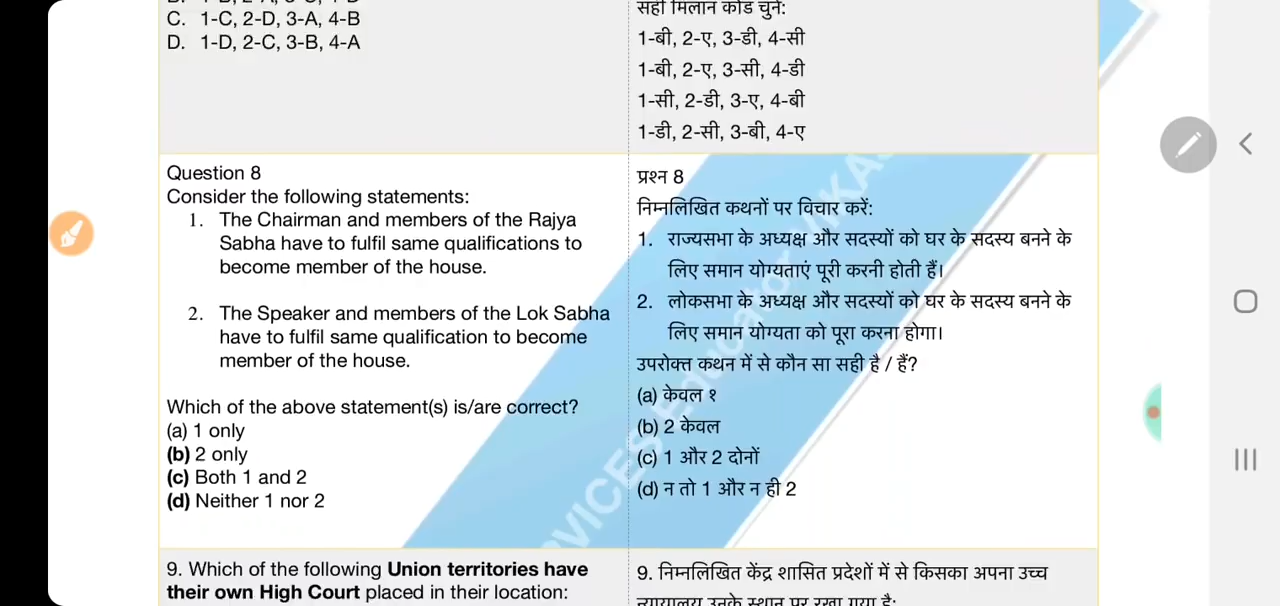 C. 1-C, 2-D, 3-A, 4-B
D. 1-D, 2-C, 3-B, 4-A
सही मिलान कोड चुनें:
1-बी, 2-ए, 3-डी, 4-सी
1-बी, 2-ए, 3-सी, 4-डी
1-सी, 2-डी, 3-ए, 4-बी
1-डी, 2-सी, 3-बी, 4-ए
Question 8
Consider the following statements:
1. The Chairman and members of the Rajya
Sabha have to fulfil same qualifications to
become member of the house.
2. The Speaker and members of the Lok Sabha
have to fulfil same qualification to become
member of the house.
Which of the above statement(s) is/are correct?
(a) 1 only
(b) 2 only
(c) Both 1 and 2
(d) Neither 1 nor 2
प्रश्न 8
निम्नलिखित कथनों पर विचार करें:
1. राज्यसभा के अध्यक्ष और सदस्यों को घर के सदस्य बनने के
लिए समान योग्यताएं पूरी करनी होती हैं।
2. लोकसभा के अध्यक्ष और सदस्यों को घर के सदस्य बनने के
लिए समान योग्यता को पूरा करना होगा।
उपरोक्त कथन में से कौन सा सही है / हैं?
(a) केवल १
(b) 2 केवल
(c) 1 और 2 दोनों
(d) न तो 1 और न ही 2
9. Which of the following Union territories have
their own High Court placed in their location:
9. निम्नलिखित केंद्र शासित प्रदेशों में से किसका अपना उच्च
न्यायालय उनके स्थान पर रखा गया है: